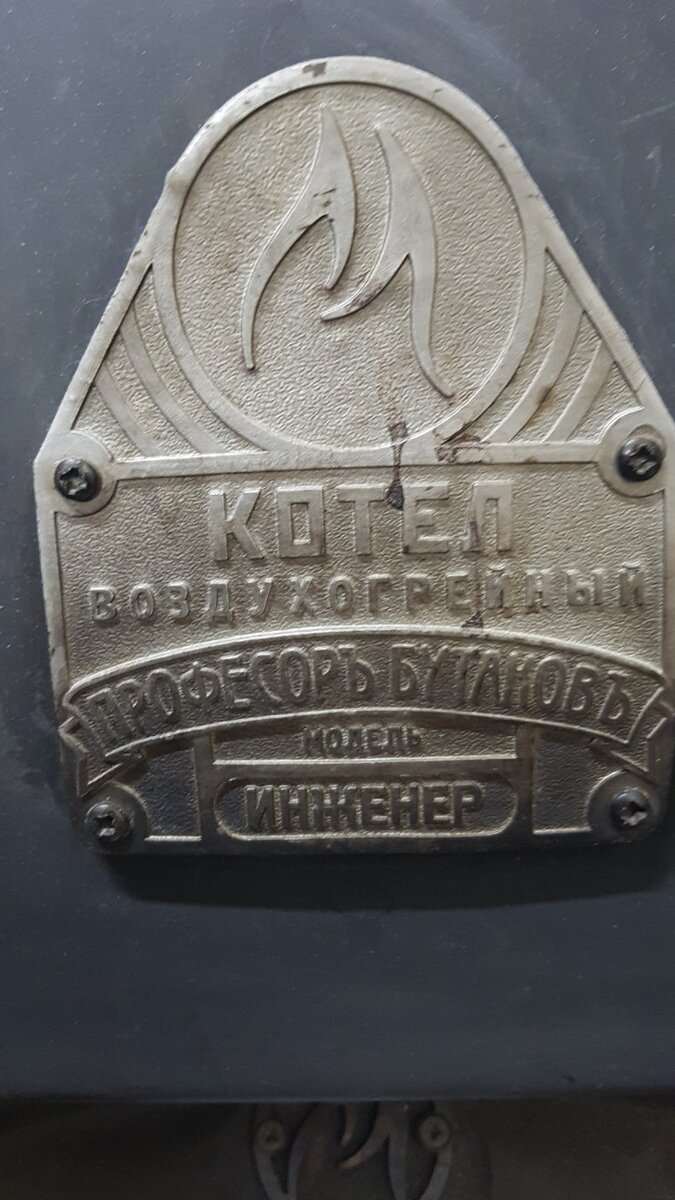 КОТЕЛ
ВОЗДУХОГРЕЙНЫЙ
ПРОФЕСОРЪ БУТАКОВЪ
МОДЕЛЬ
ИНЖЕНЕР